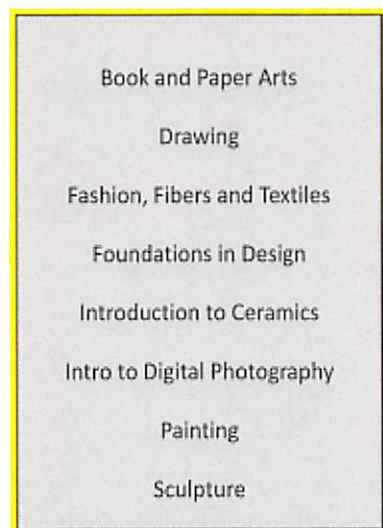 Book and Paper Arts
Drawing
Fashion, Fibers and Textiles
Foundations in Design
Introduction to Ceramics
Intro to Digital Photography
Painting
Sculpture